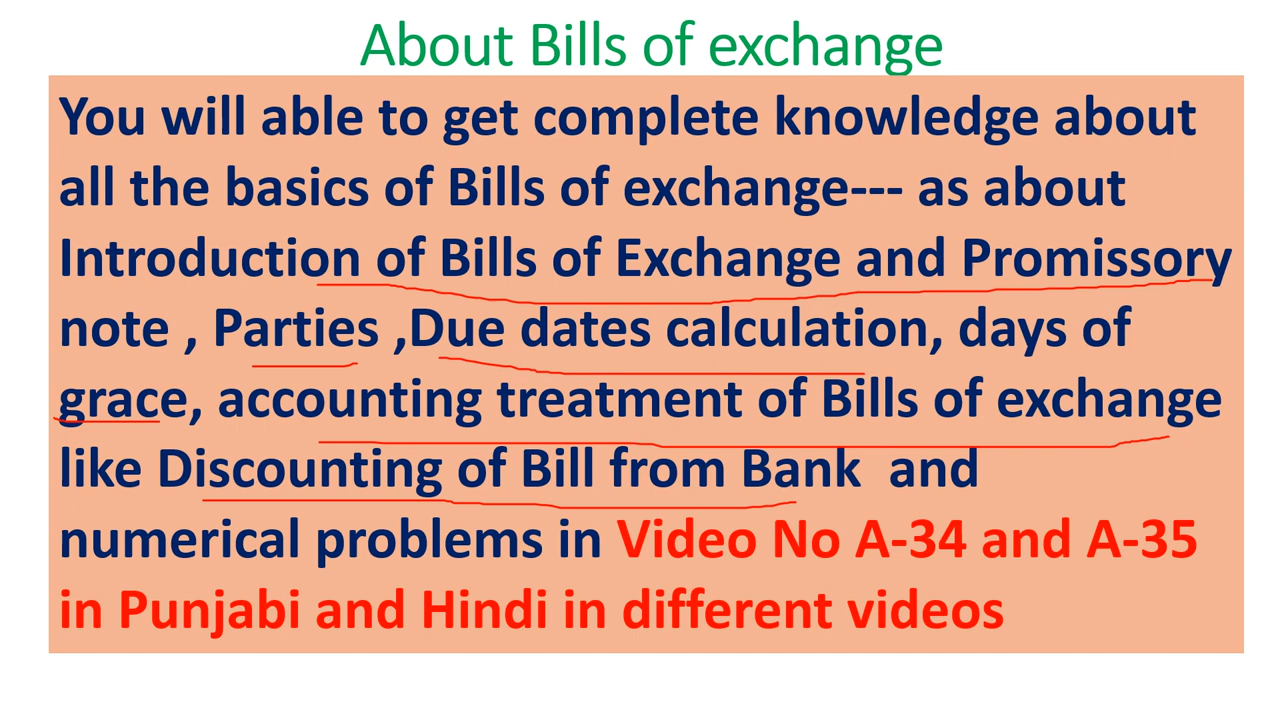 About Bills of exchange
You will able to get complete knowledge about
all the basics of Bills of exchange--- as about
Introduction of Bills of Exchange and Promissory
note , Parties ,Due dates calculation, days of
grace, accounting treatment of Bills of exchange
like Discounting of Bill from Bank  and
numerical problems in Video No A-34 and A-35
in Punjabi and Hindi in different videos